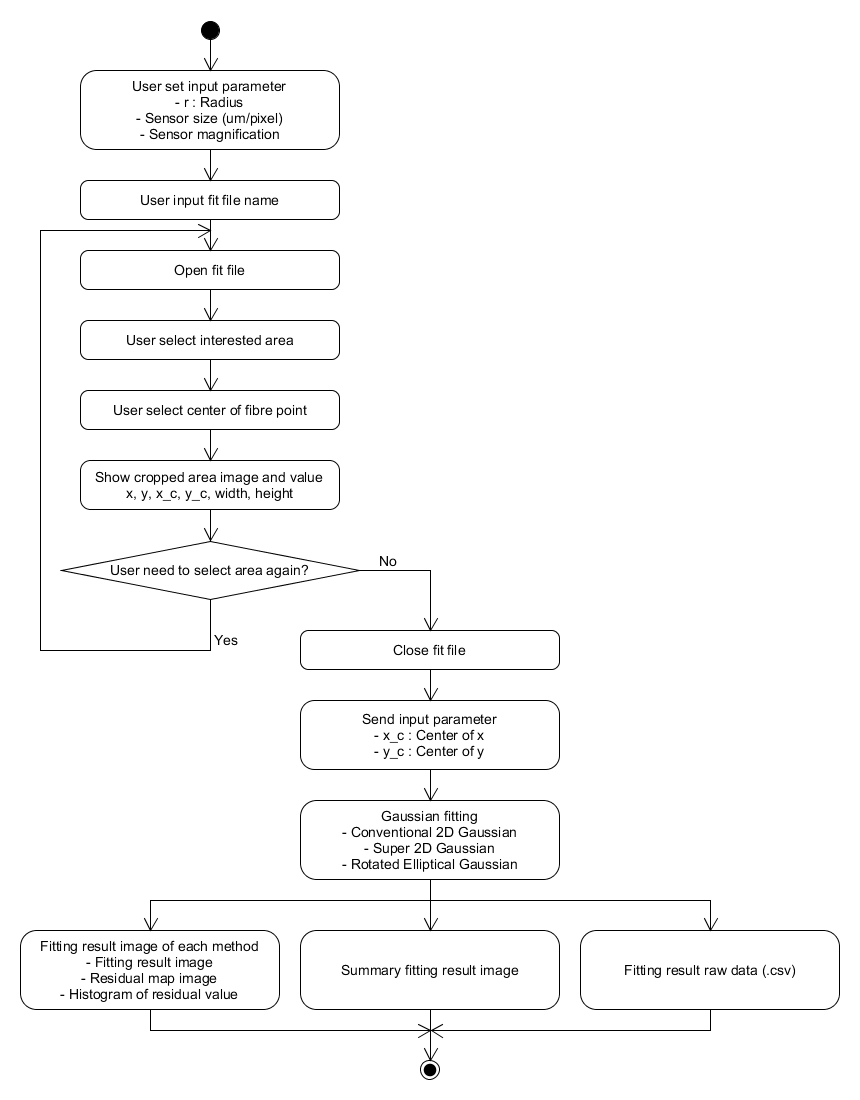 User set input parameter
- r : Radius
- Sensor size (um/pixel)
- Sensor magnification
User input fit file name
Open fit file
User select interested area
User select center of fibre point
Show cropped area image and value
x, y, x_c, y_c, width, height
User need to select area again?
No
Yes
Close fit file
Send input parameter
- x_c : Center of x
- y_c : Center of y
Gaussian fitting
- Conventional 2D Gaussian
- Super 2D Gaussian
- Rotated Elliptical Gaussian
Fitting result image of each method
- Fitting result image
- Residual map image
- Histogram of residual value
Summary fitting result image
Fitting result raw data (.csv)